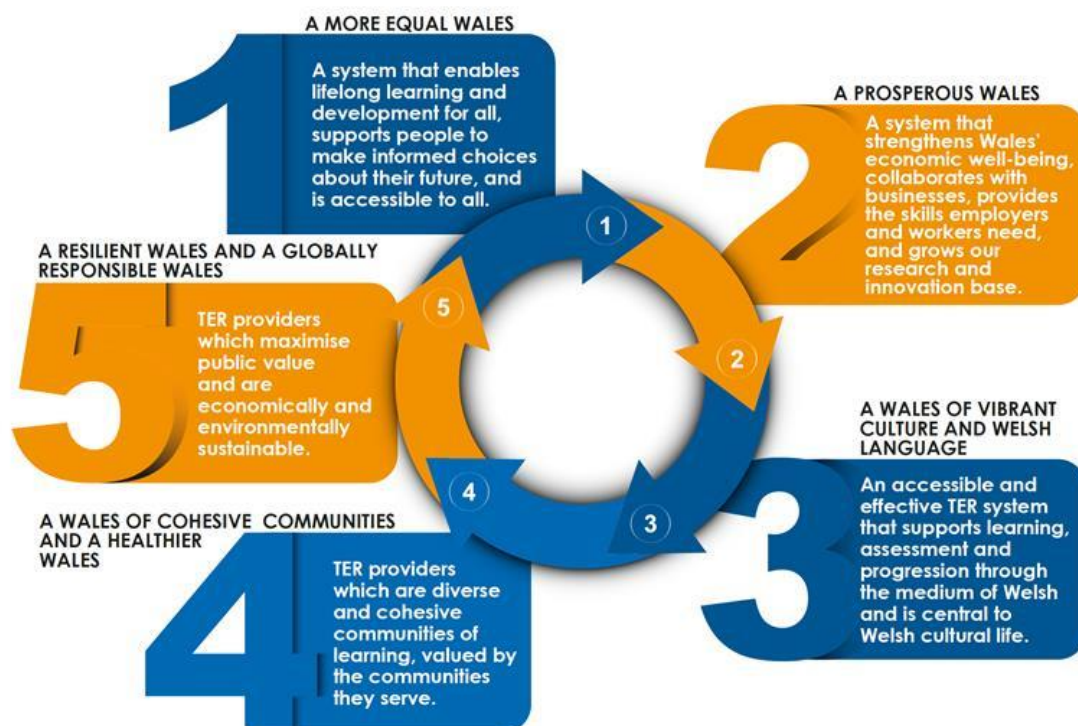 A MORE EQUAL WALES
1
A system that enables
lifelong learning and
development for all,
supports people to
make informed choices
about their future, and
is accessible to all.
A PROSPEROUS WALES
2
A system that
strengthens Wales'
economic well-being,
collaborates with
businesses, provides
the skills employers
and workers need,
and grows our
research and
innovation base.
A WALES OF VIBRANT
CULTURE AND WELSH
LANGUAGE
3
An accessible and
effective TER system
that supports learning,
assessment and
progression through
the medium of Welsh
and is central to
Welsh cultural life.
A WALES OF COHESIVE COMMUNITIES
AND A HEALTHIER
WALES
4
TER providers
which are diverse
and cohesive
communities of
learning, valued by
the communities
they serve.
A RESILIENT WALES AND A GLOBALLY
RESPONSIBLE WALES
5
TER providers
which maximise
public value
and are
economically and
environmentally
sustainable.
1
2
3
4
5